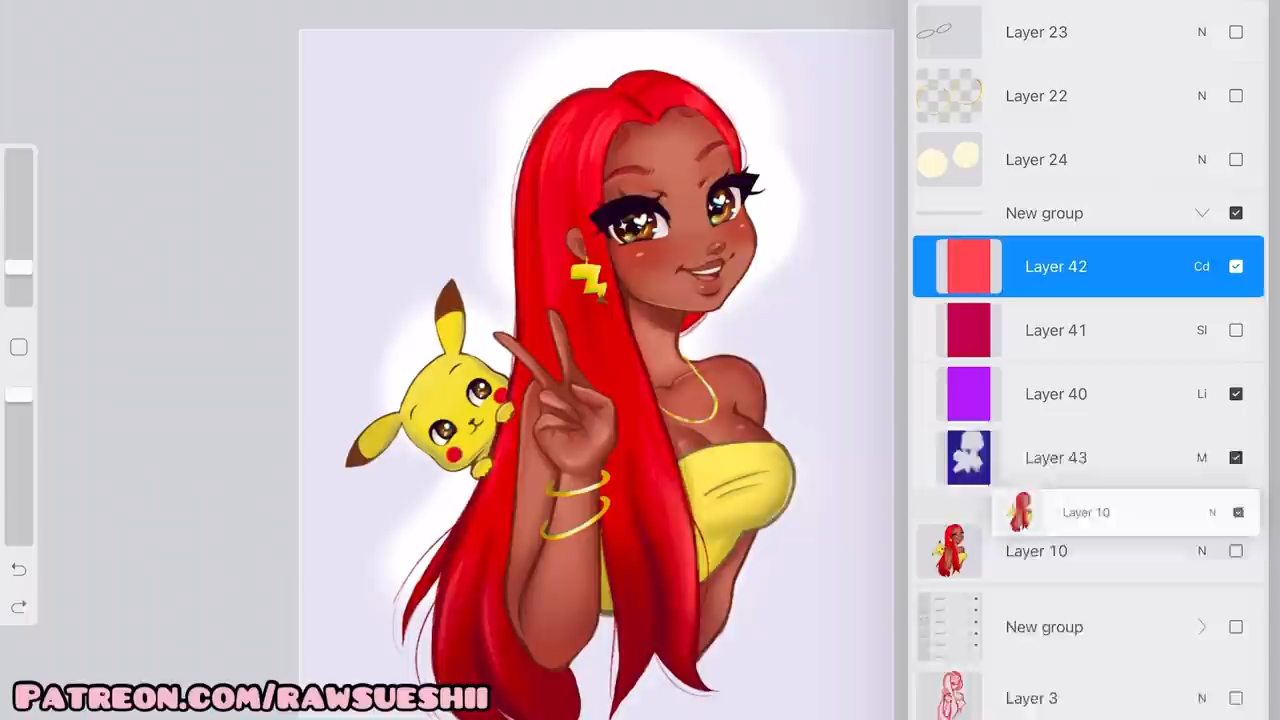 Layer 23 N
Layer 22 N
Layer 24 N
New group
Layer 42 Cd
Layer 41 Sl
Layer 40 Li
Layer 43 M
Layer 10 N
Layer 10 N
New group
Layer 3 N
Patreon.com/rawsueshii